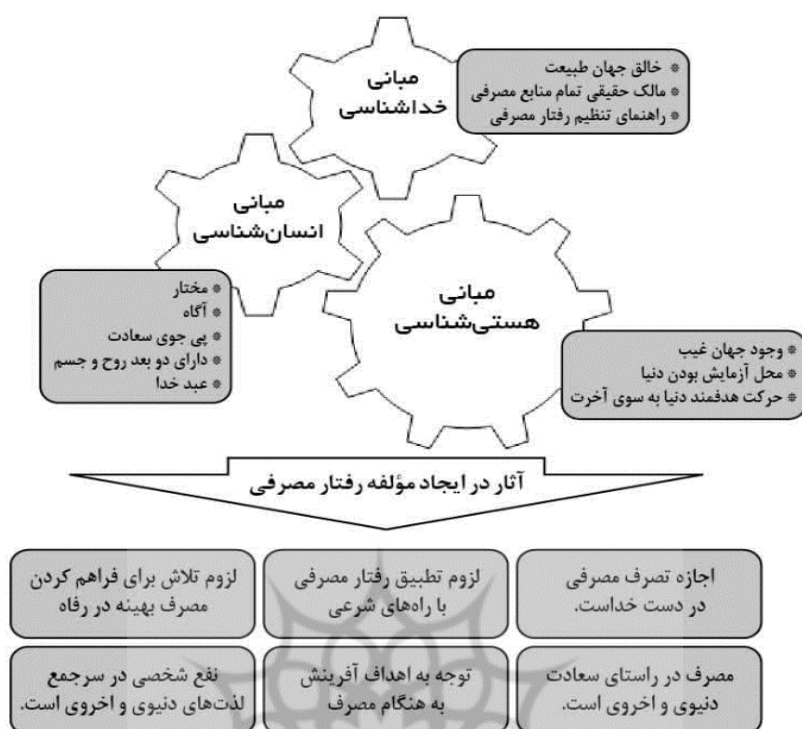 مبانی
خداشناسی
* خالق جهان طبیعت
* مالک حقیقی تمام منابع مصرفی
* راهنمای تنظیم رفتار مصرفی
مبانی
انسان‌شناسی
* مختار
* آگاه
* پی جوی سعادت
* دارای دو بعد روح و جسم
* عبد خدا
مبانی
هستی‌شناسی
* وجود جهان غیب
* محل آزمایش بودن دنیا
* حرکت هدفمند دنیا به سوی آخرت
آثار در ایجاد مؤلفه رفتار مصرفی
اجازه تصرف مصرفی
در دست خداست.
لزوم تطبیق رفتار مصرفی
با راه‌های شرعی
لزوم تلاش برای فراهم کردن
مصرف بهینه در رفاه
مصرف در راستای سعادت
دنیوی و اخروی است.
توجه به اهداف آفرینش
به هنگام مصرف
نفع شخصی در سرجمع
لذت‌های دنیوی و اخروی است.